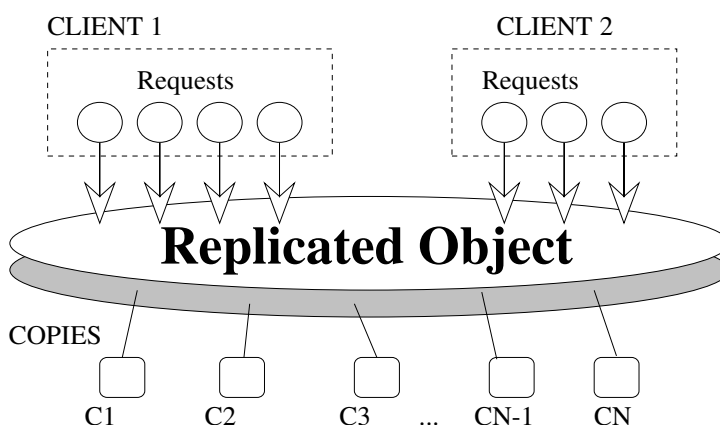 CLIENT 1
CLIENT 2
Requests
Requests
Replicated Object
COPIES
C1
C2
C3
...
CN-1
CN